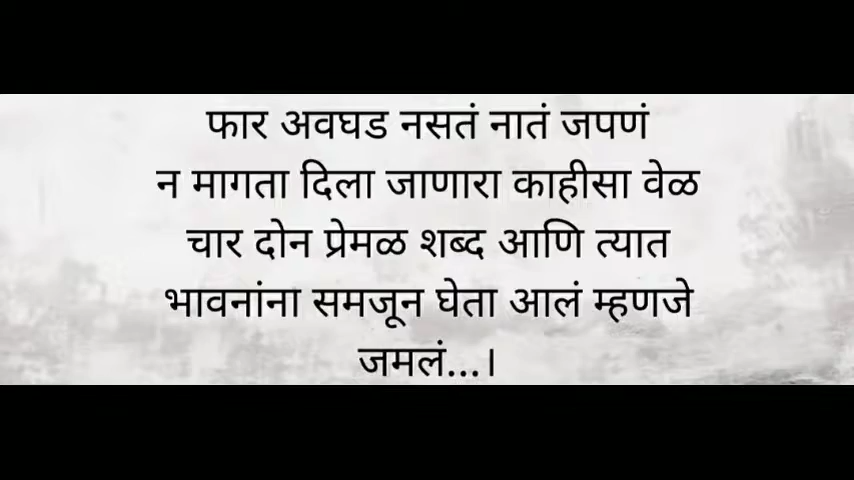 फार अवघड नसतं नातं जपणं
न मागता दिला जाणारा काहीसा वेळ
चार दोन प्रेमळ शब्द आणि त्यात
भावनांना समजून घेता आलं म्हणजे
जमलं...।